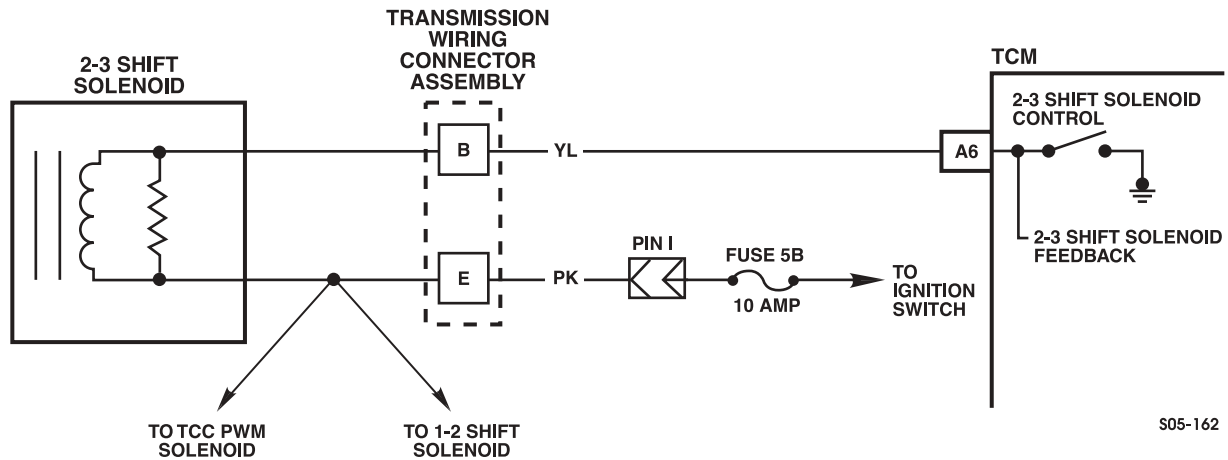 TRANSMISSION
WIRING
CONNECTOR
ASSEMBLY
2-3 SHIFT
SOLENOID
TCM
2-3 SHIFT SOLENOID
CONTROL
B
YL
A6
2-3 SHIFT SOLENOID
FEEDBACK
E
PK
PIN I
FUSE 5B
10 AMP
TO
IGNITION
SWITCH
TO TCC PWM
SOLENOID
TO 1-2 SHIFT
SOLENOID
S05-162